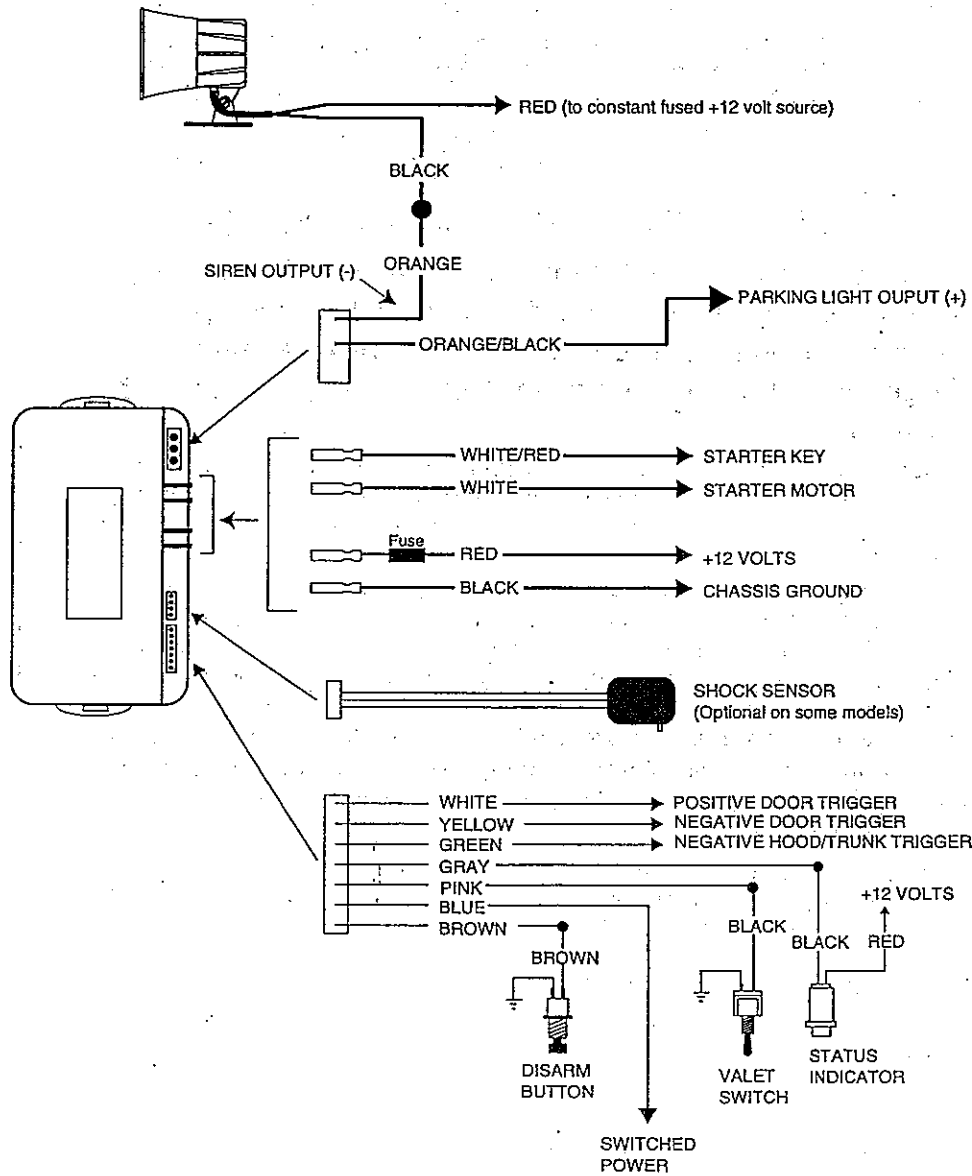 RED (to constant fused +12 volt source)
BLACK
ORANGE
SIREN OUTPUT (-)
PARKING LIGHT OUPUT (+)
ORANGE/BLACK
WHITE/RED
STARTER KEY
WHITE
STARTER MOTOR
Fuse
RED
+12 VOLTS
BLACK
CHASSIS GROUND
SHOCK SENSOR
(Optional on some models)
WHITE
POSITIVE DOOR TRIGGER
YELLOW
NEGATIVE DOOR TRIGGER
GREEN
NEGATIVE HOOD/TRUNK TRIGGER
GRAY
PINK
+12 VOLTS
BLUE
BROWN
BLACK
BLACK
RED
BROWN
DISARM
BUTTON
VALET
SWITCH
STATUS
INDICATOR
SWITCHED
POWER